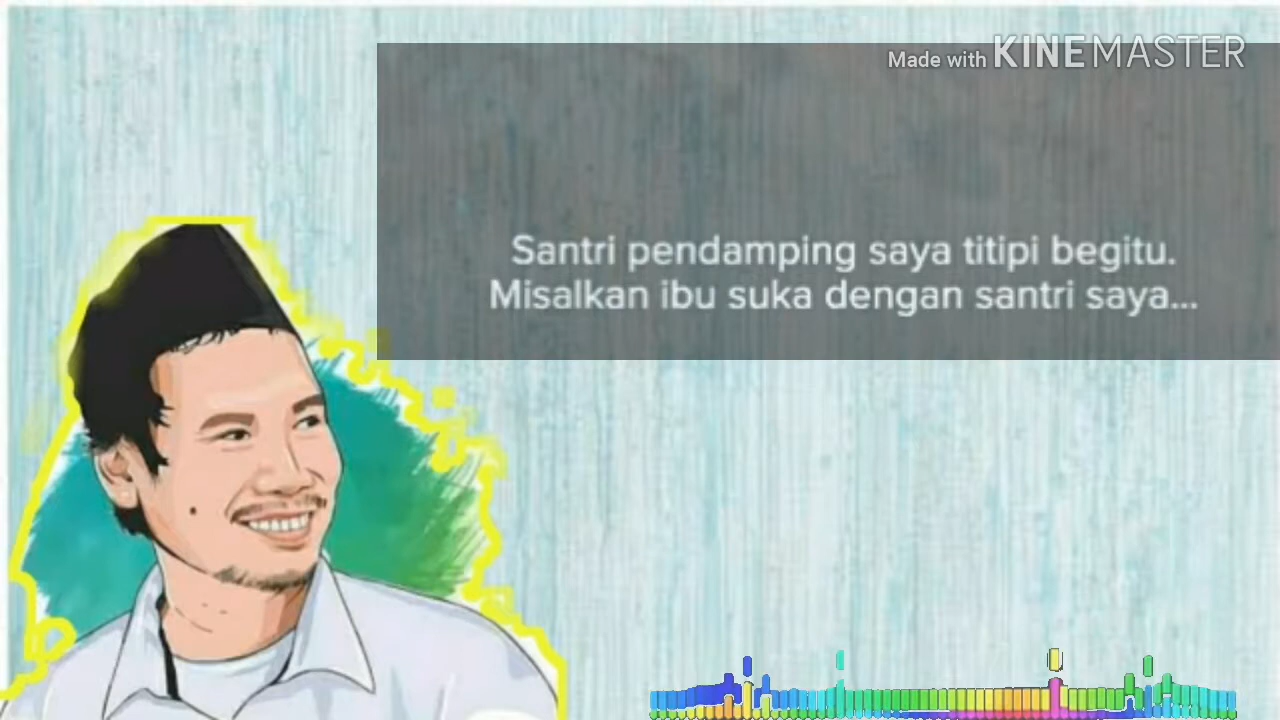 Made with KINEMASTER
Santri pendamping saya titipi begitu.
Misalkan ibu suka dengan santri saya...